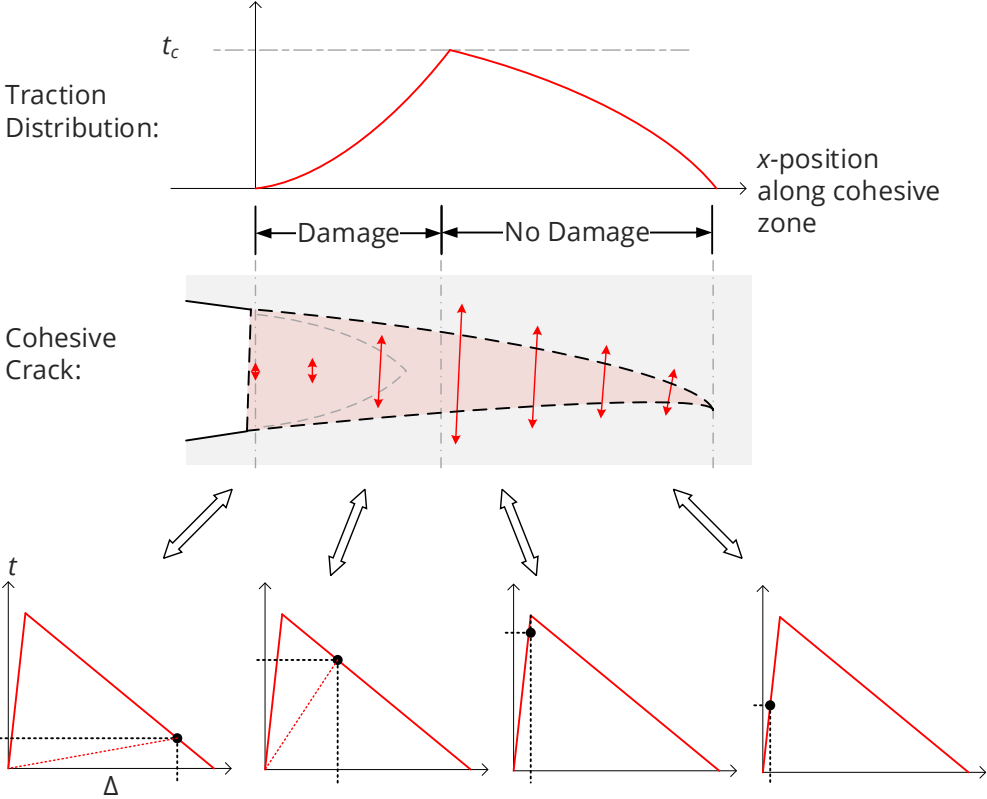 t_c
Traction
Distribution:
x-position
along cohesive
zone
Damage
No Damage
Cohesive
Crack:
t
Δ